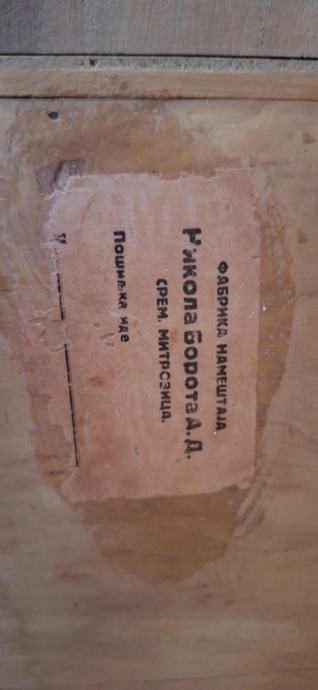 ФАБРИКА НАМЕШТАЈА
Никола Борота А. Д.
СРЕМ. МИТРОВИЦА.
Пошиљка иде
У